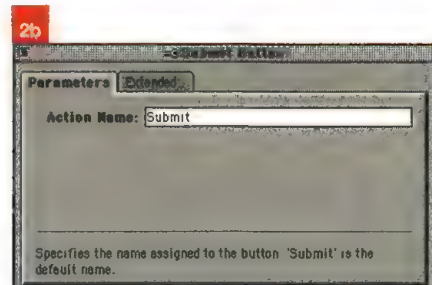 2b
Submit Button
Parameters Extended
Action Name: Submit
Specifies the name assigned to the button 'Submit' is the
default name.